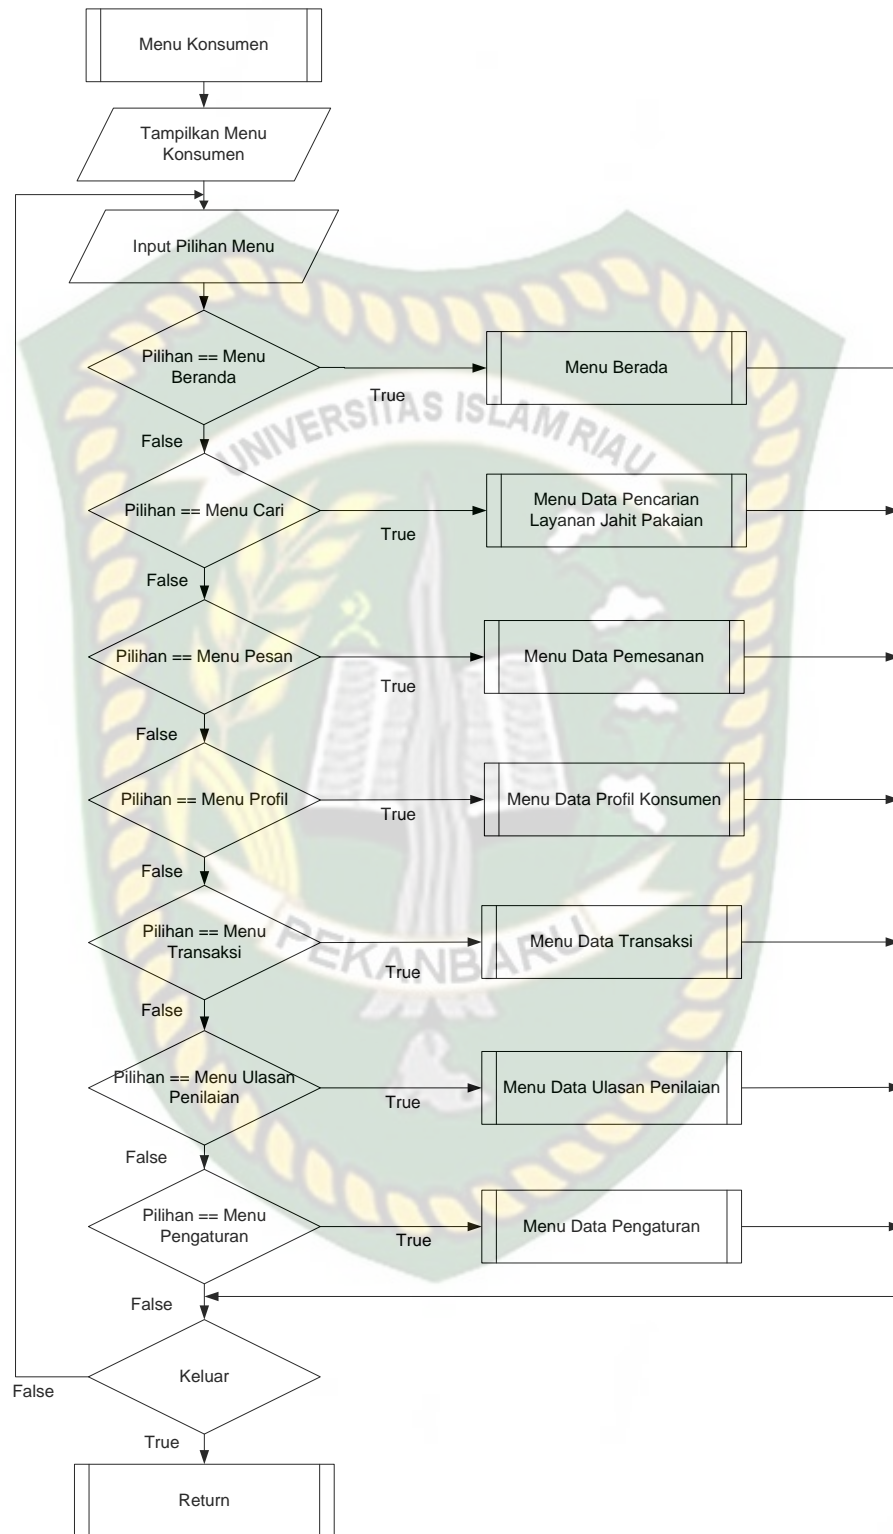 Menu Konsumen
Tampilkan Menu
Konsumen
Input Pilihan Menu
Pilihan == Menu
Beranda
True
Menu Berada
False
UNIVERSITAS ISLAM RIAU
Pilihan == Menu Cari
True
Menu Data Pencarian
Layanan Jahit Pakaian
False
Pilihan == Menu Pesan
True
Menu Data Pemesanan
False
Pilihan == Menu Profil
True
Menu Data Profil Konsumen
False
Pilihan == Menu
Transaksi
True
Menu Data Transaksi
PEKANBARU
False
Pilihan == Menu Ulasan
Penilaian
True
Menu Data Ulasan Penilaian
False
Pilihan == Menu
Pengaturan
True
Menu Data Pengaturan
False
Keluar
False
True
Return